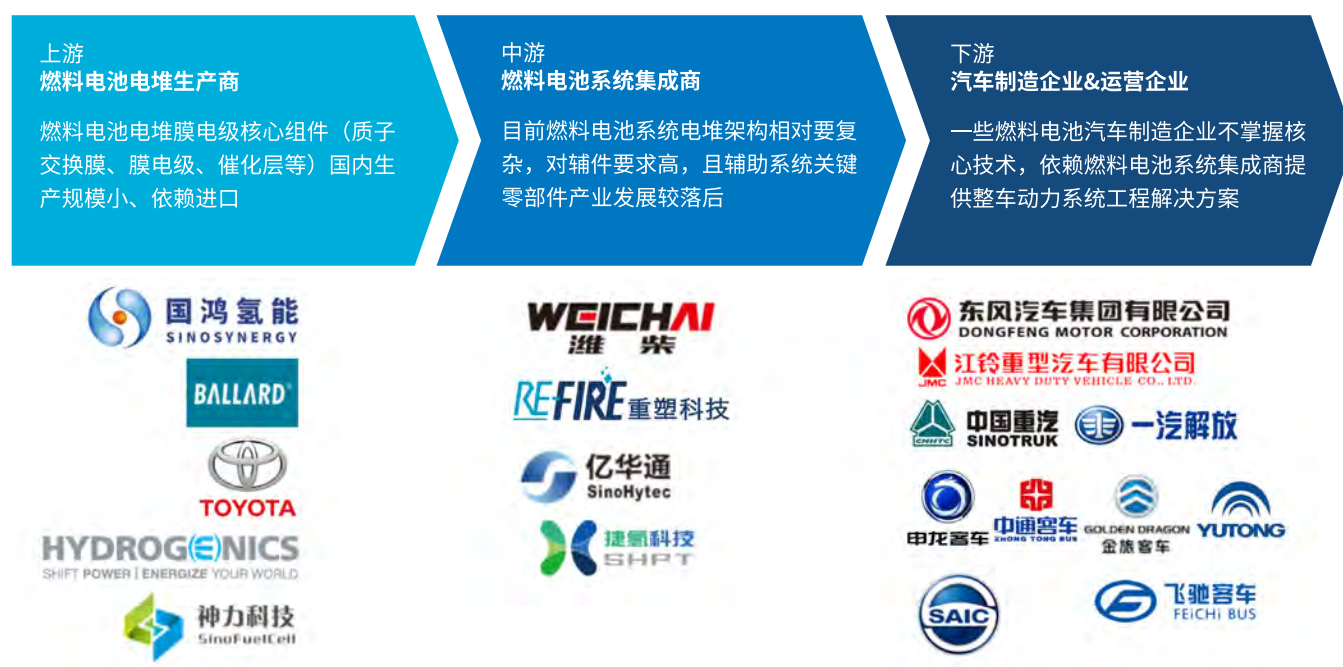 上游
燃料电池电堆生产商
燃料电池电堆膜电级核心组件（质子
交换膜、膜电级、催化层等）国内生
产规模小、依赖进口
中游
燃料电池系统集成商
目前燃料电池系统电堆架构相对要复
杂，对辅件要求高，且辅助系统关键
零部件产业发展较落后
下游
汽车制造企业&运营企业
一些燃料电池汽车制造企业不掌握核
心技术，依赖燃料电池系统集成商提
供整车动力系统工程解决方案
国鸿氢能
SINOSYNERGY
BALLARD
TOYOTA
HYDROG(E)NICS
SHIFT POWER | ENERGIZE YOUR WORLD
神力科技
SinoFuelCell
WEICHAI
潍柴
RE-FIRE 重塑科技
亿华通
SinoHytec
捷氢科技
SHPT
东风汽车集团有限公司
DONGFENG MOTOR CORPORATION
JMC
江铃重型汽车有限公司
JMC HEAVY DUTY VEHICLE CO., LTD.
CNHTC
中国重汽
SINOTRUK
一汽解放
申龙客车
中通客车
ZHONG TONG BUS
GOLDEN DRAGON
金旅客车
YUTONG
SAIC
飞驰客车
FEiCHi BUS